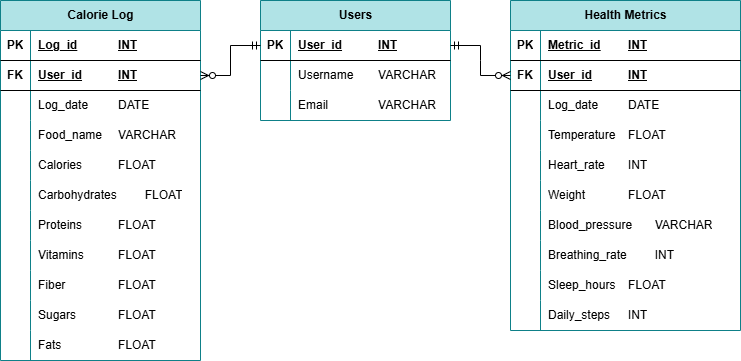 Calorie Log
PK Log_id INT
FK User_id INT
Log_date DATE
Food_name VARCHAR
Calories FLOAT
Carbohydrates FLOAT
Proteins FLOAT
Vitamins FLOAT
Fiber FLOAT
Sugars FLOAT
Fats FLOAT
Users
PK User_id INT
Username VARCHAR
Email VARCHAR
Health Metrics
PK Metric_id INT
FK User_id INT
Log_date DATE
Temperature FLOAT
Heart_rate INT
Weight FLOAT
Blood_pressure VARCHAR
Breathing_rate INT
Sleep_hours FLOAT
Daily_steps INT